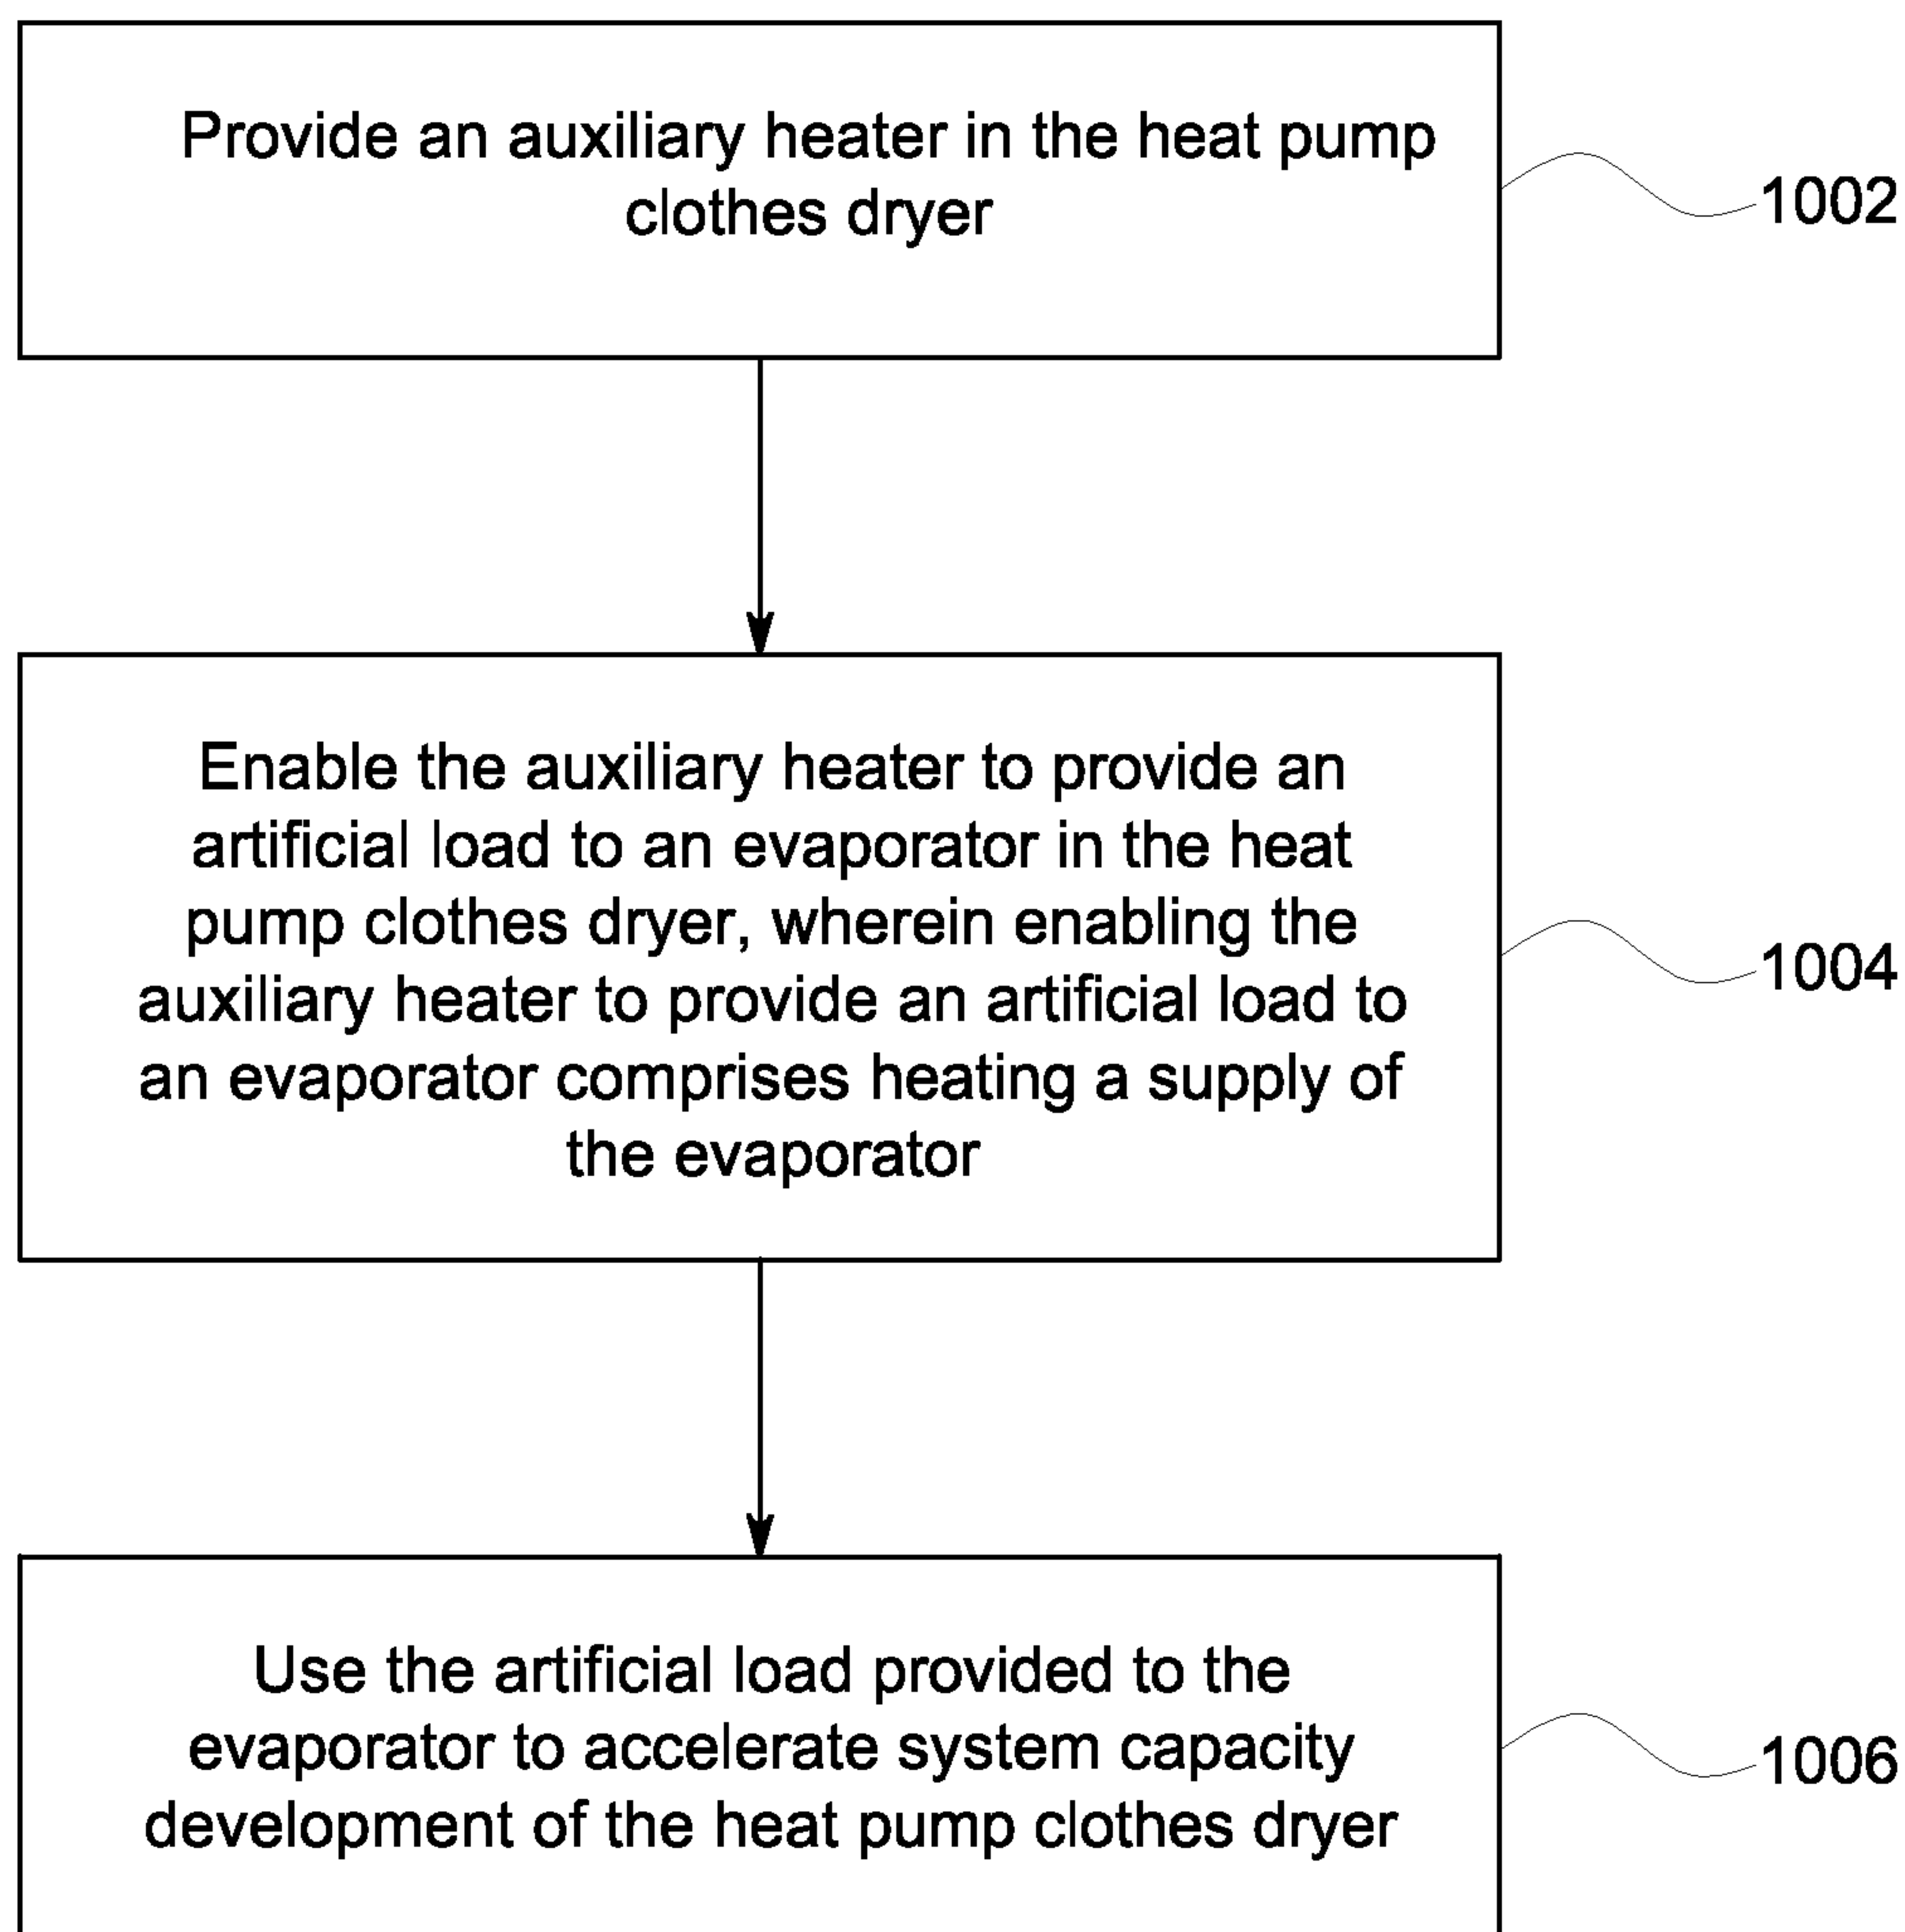 Provide an auxiliary heater in the heat pump
clothes dryer
1002
Enable the auxiliary heater to provide an
artificial load to an evaporator in the heat
pump clothes dryer, wherein enabling the
auxiliary heater to provide an artificial load to
an evaporator comprises heating a supply of
the evaporator
1004
Use the artificial load provided to the
evaporator to accelerate system capacity
development of the heat pump clothes dryer
1006